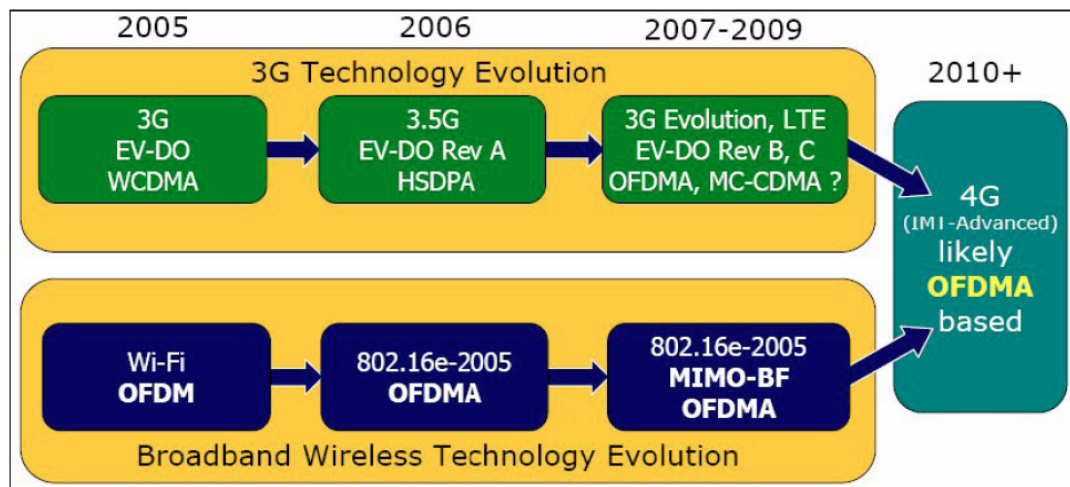 2005
2006
2007-2009
3G Technology Evolution
2010+
3G
EV-DO
WCDMA
3.5G
EV-DO Rev A
HSDPA
3G Evolution, LTE
EV-DO Rev B, C
OFDMA, MC-CDMA ?
4G
(IMT-Advanced)
likely
OFDMA
based
Wi-Fi
OFDM
802.16e-2005
OFDMA
802.16e-2005
MIMO-BF
OFDMA
Broadband Wireless Technology Evolution